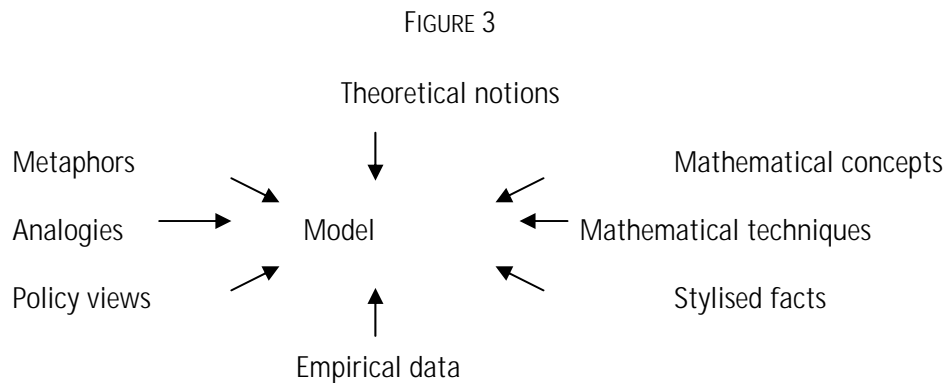 FIGURE 3
Theoretical notions
Metaphors Mathematical concepts
Analogies Model Mathematical techniques
Policy views Stylised facts
Empirical data